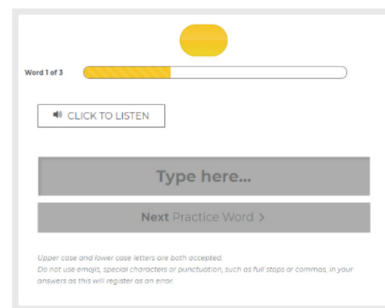 Word 1 of 3
CLICK TO LISTEN
Type here...
Next Practice Word >
Upper case and lower case letters are both accepted.
Do not use emojis, special characters or punctuation, such as full stops or commas, in your
answers as this will register as an error.